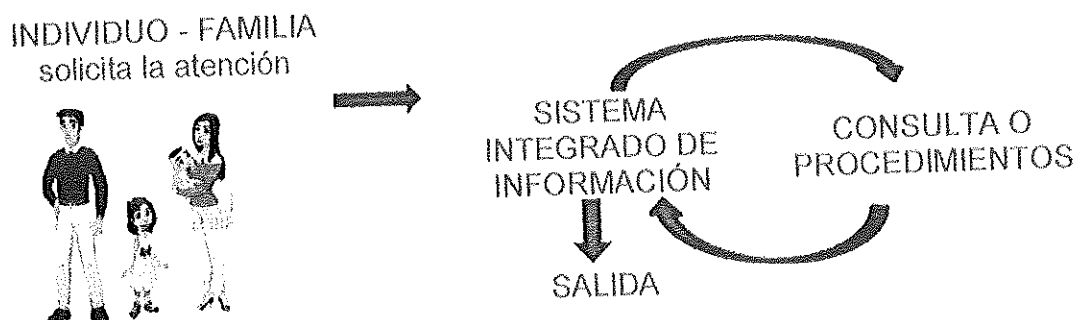 INDIVIDUO - FAMILIA
solicita la atención
SISTEMA
INTEGRADO DE
INFORMACIÓN
CONSULTA O
PROCEDIMIENTOS
SALIDA